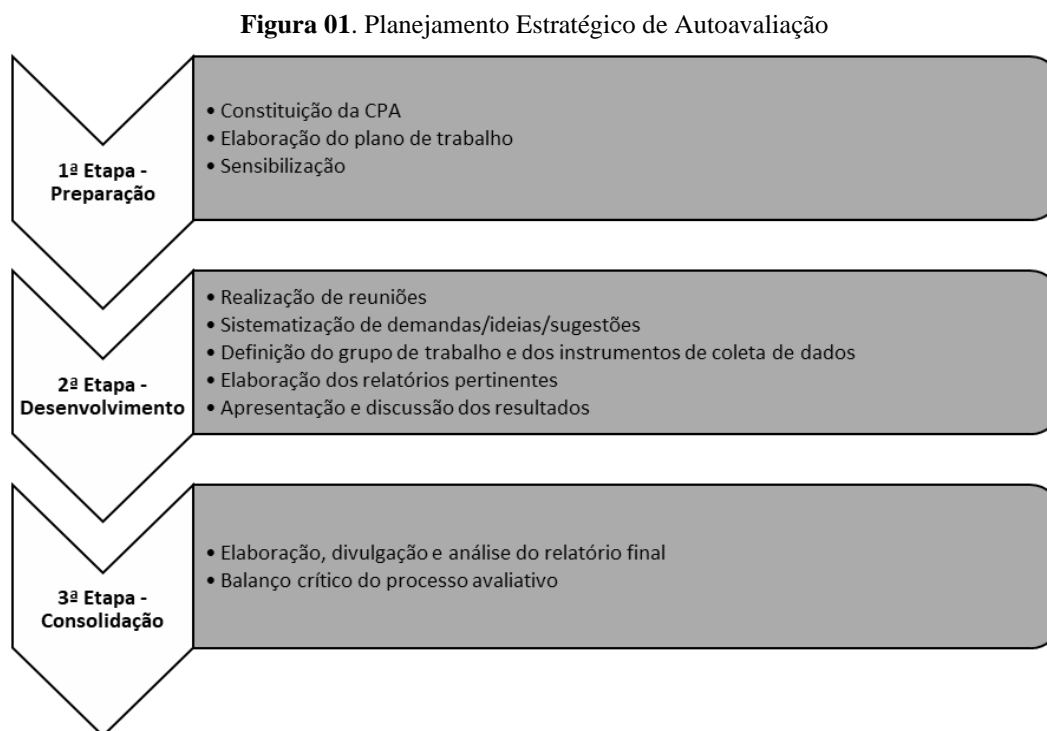 Figura 01. Planejamento Estratégico de Autoavaliação
1ª Etapa -
Preparação
• Constituição da CPA
• Elaboração do plano de trabalho
• Sensibilização
2ª Etapa -
Desenvolvimento
• Realização de reuniões
• Sistematização de demandas/ideias/sugestões
• Definição do grupo de trabalho e dos instrumentos de coleta de dados
• Elaboração dos relatórios pertinentes
• Apresentação e discussão dos resultados
3ª Etapa -
Consolidação
• Elaboração, divulgação e análise do relatório final
• Balanço crítico do processo avaliativo